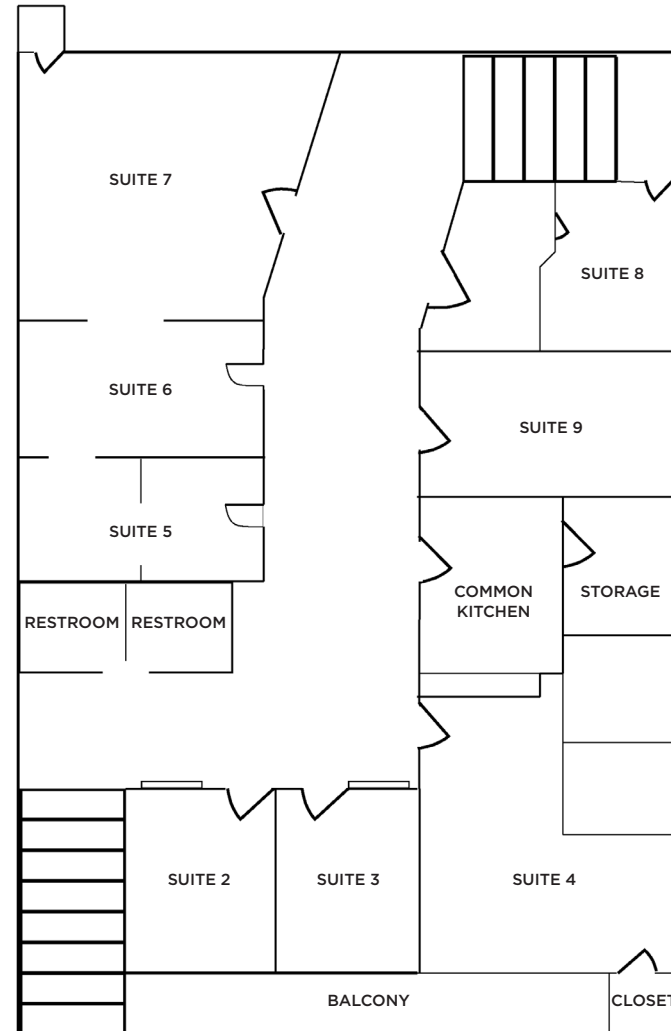 SUITE 7
SUITE 8
SUITE 6
SUITE 9
SUITE 5
COMMON
KITCHEN
STORAGE
RESTROOM
RESTROOM
SUITE 2
SUITE 3
SUITE 4
BALCONY
CLOSET